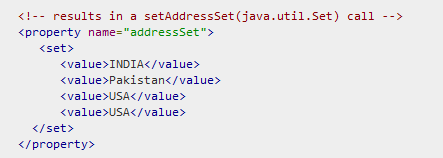 <!-- results in a setAddressSet(java.util.Set) call -->
<property name="addressSet">
<set>
<value>INDIA</value>
<value>Pakistan</value>
<value>USA</value>
<value>USA</value>
</set>
</property>